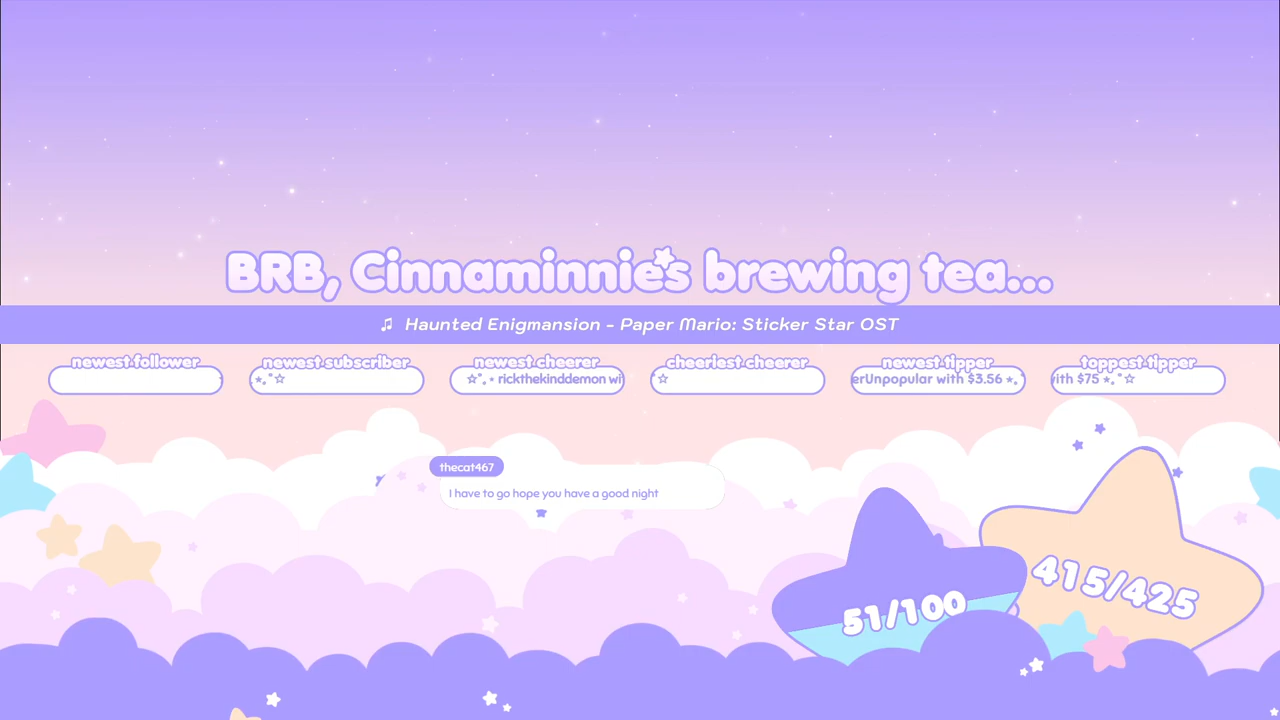 BRB, Cinnaminnie's brewing tea...
♫ Haunted Enigmansion - Paper Mario: Sticker Star OST
newest follower
newest subscriber
newest cheerer
cheeriest cheerer
newest tipper
toppest tipper
rickthekinddemon wi
erUnpopular with $3.56
ith $75
thecat467
I have to go hope you have a good night
51/100
415/425